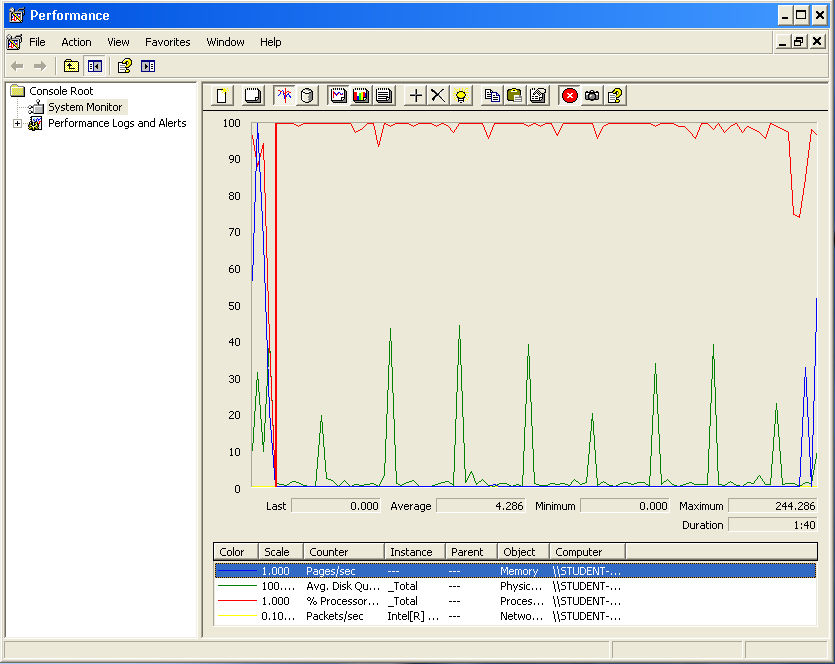 Performance
File Action View Favorites Window Help
Console Root
System Monitor
Performance Logs and Alerts
100
90
80
70
60
50
40
30
20
10
0
Last 0.000 Average 4.286 Minimum 0.000 Maximum 244.286
Duration 1:40
Color Scale Counter Instance Parent Object Computer
1.000 Pages/sec --- --- Memory \\STUDENT-...
100.... Avg. Disk Qu... _Total --- Physic... \\STUDENT-...
1.000 % Processor... _Total --- Proces... \\STUDENT-...
0.10... Packets/sec Intel[R] ... --- Netwo... \\STUDENT-...